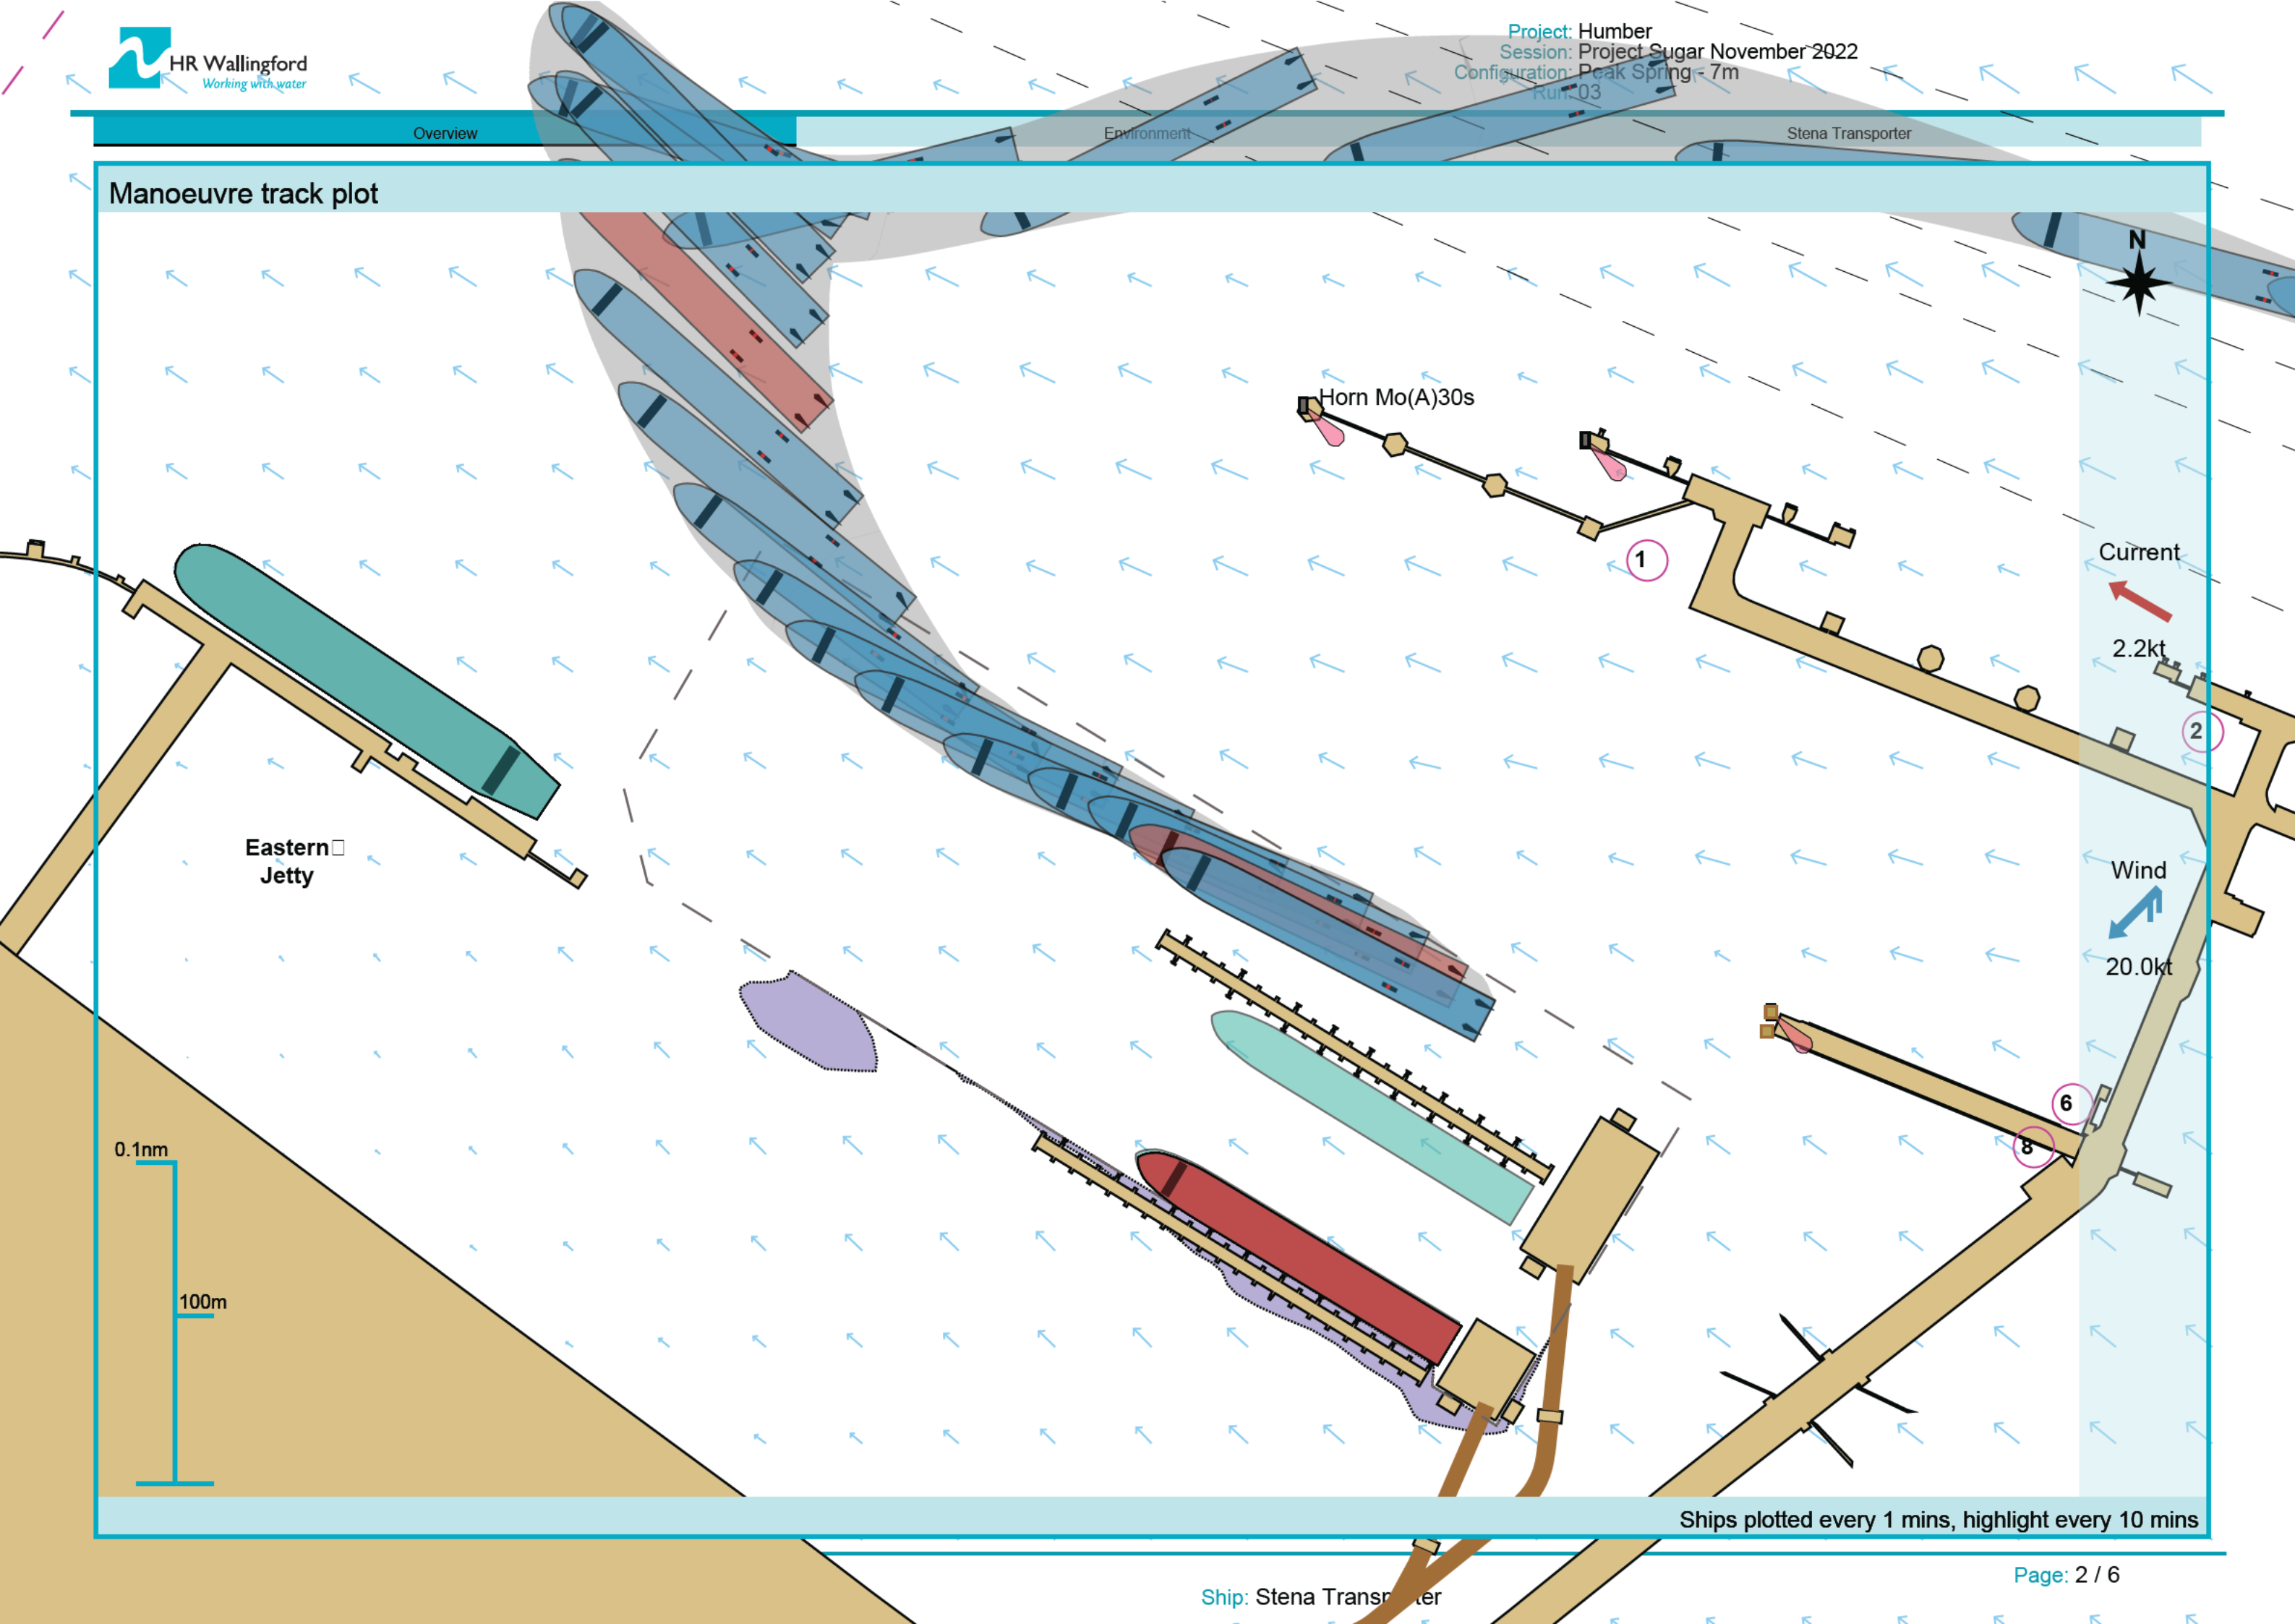 HR Wallingford
Working with water
Project: Humber
Session: Project Sugar November 2022
Configuration: Peak Spring - 7m
Run: 03
Overview
Environment
Stena Transporter
Manoeuvre track plot
N
Horn Mo(A)30s
1
Current
2.2kt
2
Eastern
Jetty
Wind
20.0kt
6
8
0.1nm
100m
Ships plotted every 1 mins, highlight every 10 mins
Page: 2 / 6
Ship: Stena Transporter